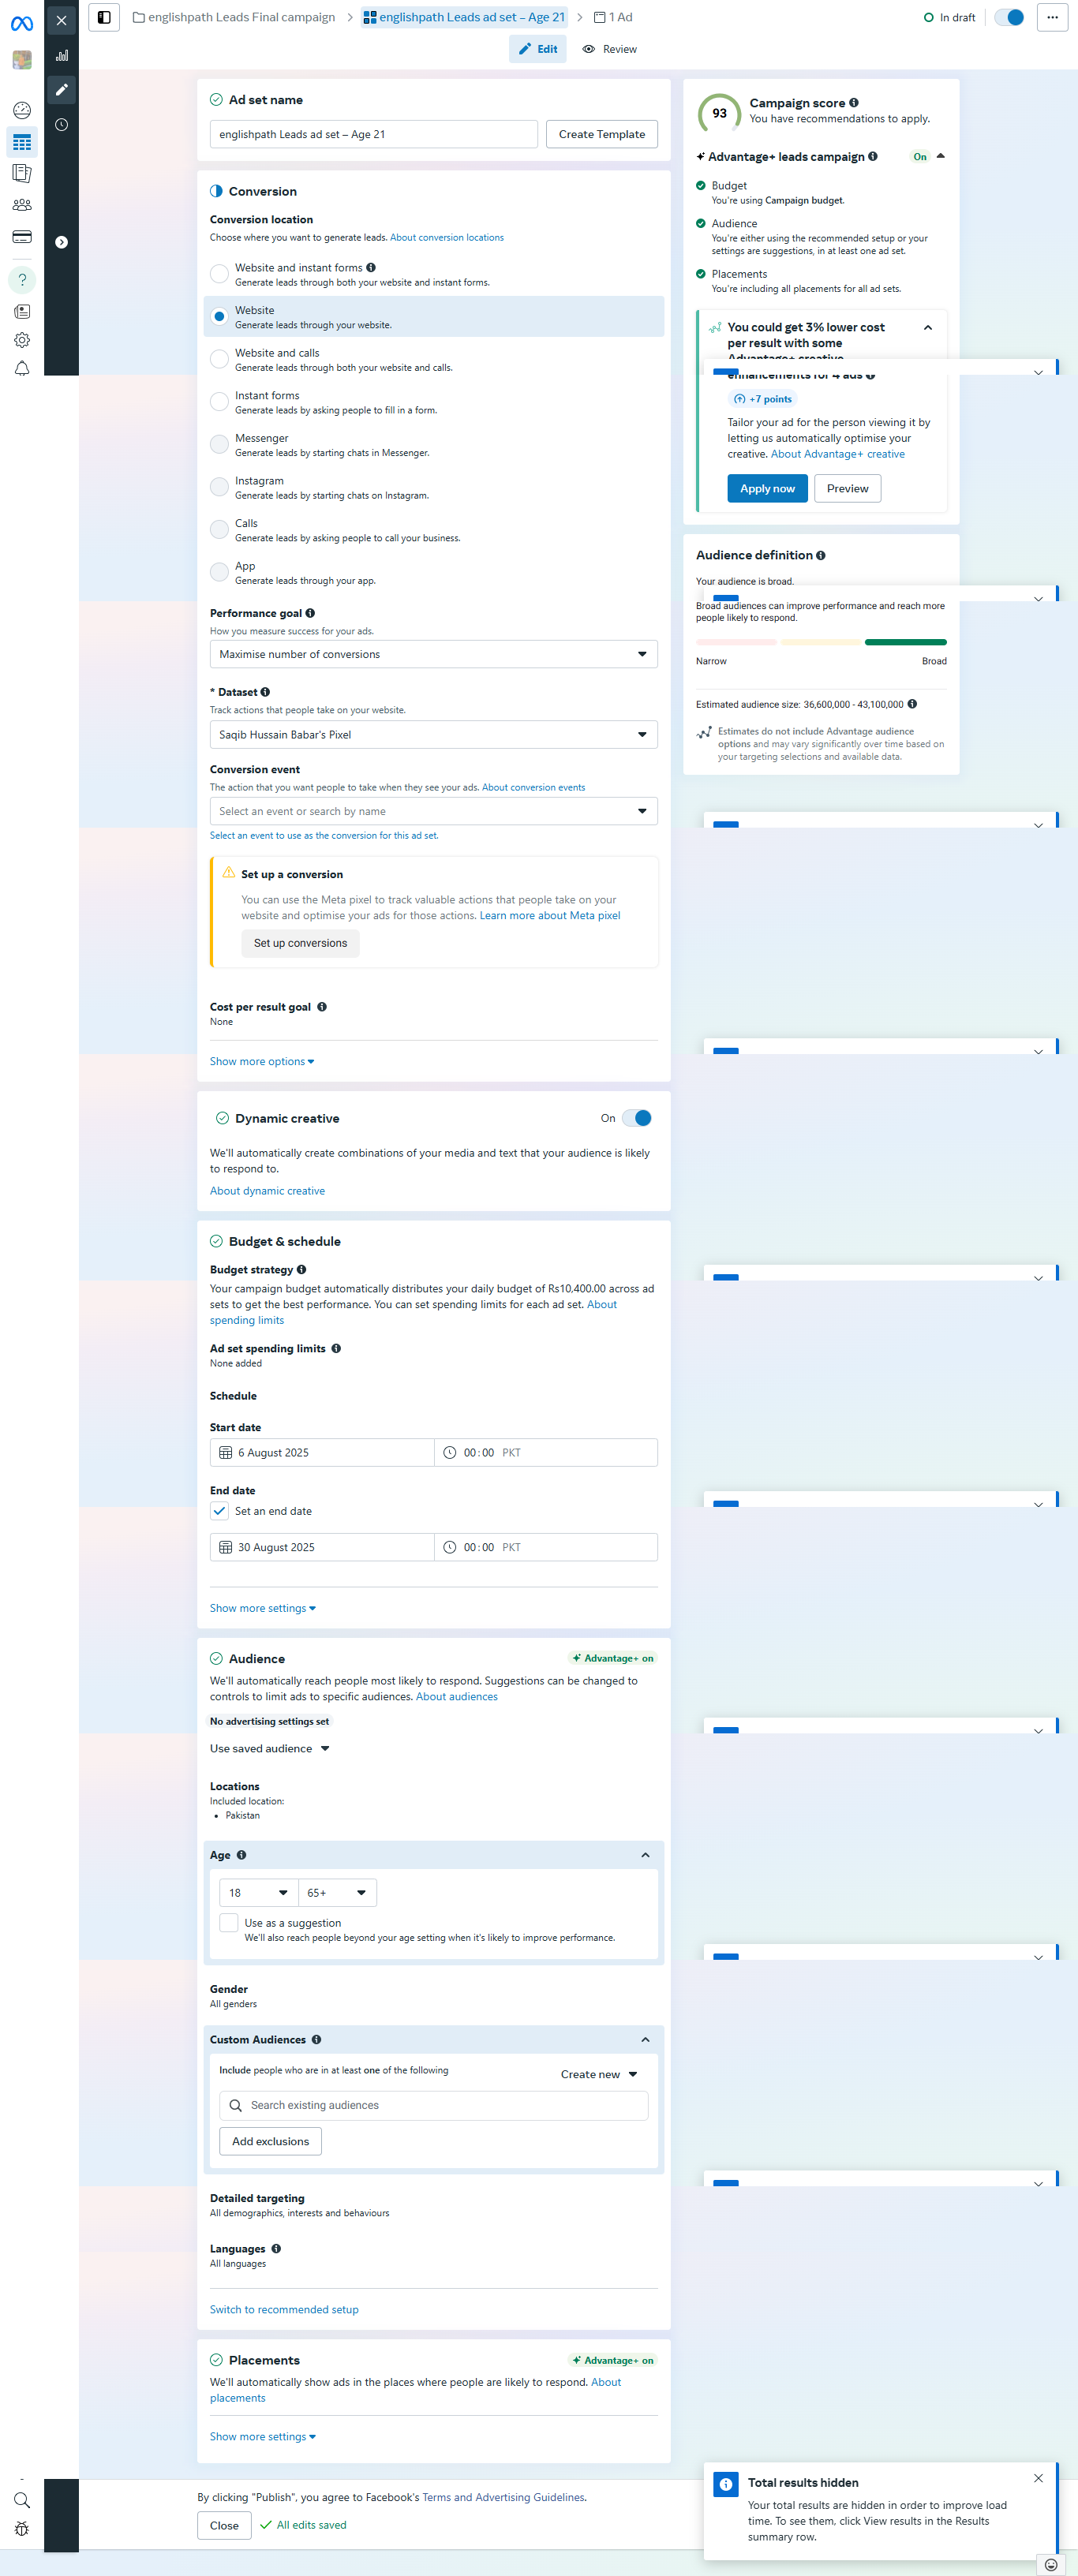 englishpath Leads Final campaign
englishpath Leads ad set – Age 21
1 Ad
In draft
Edit
Review
Ad set name
englishpath Leads ad set – Age 21
Create Template
Conversion
Conversion location
Choose where you want to generate leads. About conversion locations
Website and instant forms
Generate leads through both your website and instant forms.
Website
Generate leads through your website.
Website and calls
Generate leads through both your website and calls.
Instant forms
Generate leads by asking people to fill in a form.
Messenger
Generate leads by starting chats in Messenger.
Instagram
Generate leads by starting chats on Instagram.
Calls
Generate leads by asking people to call your business.
App
Generate leads through your app.
Performance goal
How you measure success for your ads.
Maximise number of conversions
* Dataset
Track actions that people take on your website.
Saqib Hussain Babar's Pixel
Conversion event
The action that you want people to take when they see your ads. About conversion events
Select an event or search by name
Select an event to use as the conversion for this ad set.
Set up a conversion
You can use the Meta pixel to track valuable actions that people take on your
website and optimise your ads for those actions. Learn more about Meta pixel
Set up conversions
Cost per result goal
None
Show more options
Dynamic creative
On
We'll automatically create combinations of your media and text that your audience is likely
to respond to.
About dynamic creative
Budget & schedule
Budget strategy
Your campaign budget automatically distributes your daily budget of Rs10,400.00 across ad
sets to get the best performance. You can set spending limits for each ad set. About
spending limits
Ad set spending limits
None added
Schedule
Start date
6 August 2025
00:00 PKT
End date
Set an end date
30 August 2025
00:00 PKT
Show more settings
Audience
Advantage+ on
We'll automatically reach people most likely to respond. Suggestions can be changed to
controls to limit ads to specific audiences. About audiences
No advertising settings set
Use saved audience
Locations
Included location:
• Pakistan
Age
18
65+
Use as a suggestion
We'll also reach people beyond your age setting when it's likely to improve performance.
Gender
All genders
Custom Audiences
Include people who are in at least one of the following
Create new
Search existing audiences
Add exclusions
Detailed targeting
All demographics, interests and behaviours
Languages
All languages
Switch to recommended setup
Placements
Advantage+ on
We'll automatically show ads in the places where people are likely to respond. About
placements
Show more settings
By clicking "Publish", you agree to Facebook's Terms and Advertising Guidelines.
Close
All edits saved
93
Campaign score
You have recommendations to apply.
Advantage+ leads campaign
On
Budget
You're using Campaign budget.
Audience
You're either using the recommended setup or your
settings are suggestions, in at least one ad set.
Placements
You're including all placements for all ad sets.
You could get 3% lower cost
per result with some
Advantage+ creative
enhancements for 4 ads
+7 points
Tailor your ad for the person viewing it by
letting us automatically optimise your
creative. About Advantage+ creative
Apply now
Preview
Audience definition
Your audience is broad.
Broad audiences can improve performance and reach more
people likely to respond.
Narrow
Broad
Estimated audience size: 36,600,000 - 43,100,000
Estimates do not include Advantage audience
options and may vary significantly over time based on
your targeting selections and available data.
Total results hidden
Your total results are hidden in order to improve load
time. To see them, click View results in the Results
summary row.